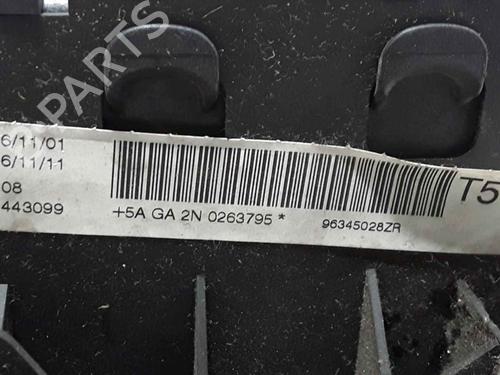 PARTS
6/11/01
6/11/11
08
443099
+5A GA 2N 0263795 *
96345028ZR
T5